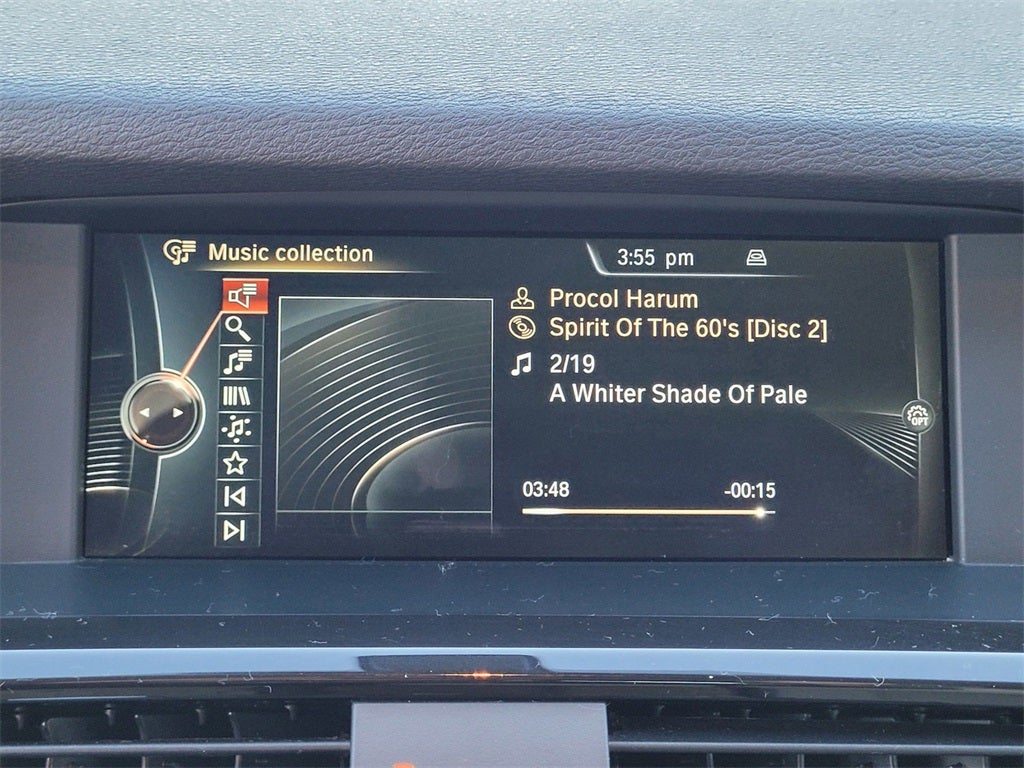 Music collection
3:55 pm
Procol Harum
Spirit Of The 60's [Disc 2]
2/19
A Whiter Shade Of Pale
OPT
03:48
-00:15